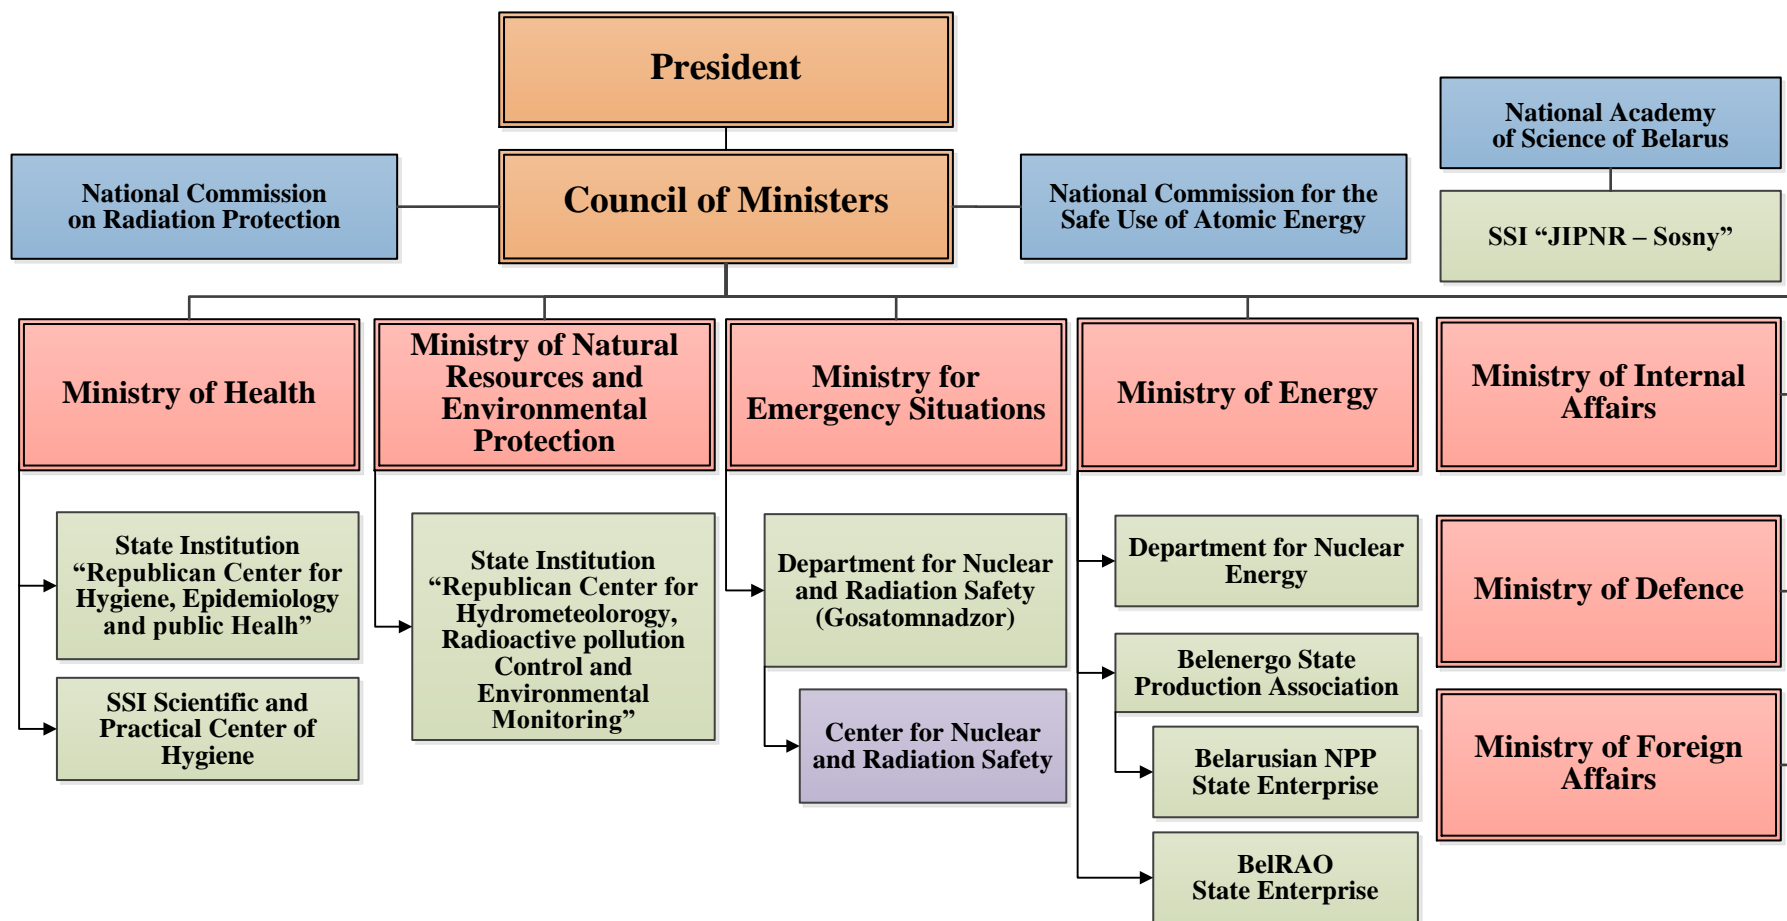 President
National Academy
of Science of Belarus
National Commission
on Radiation Protection
Council of Ministers
National Commission for the
Safe Use of Atomic Energy
SSI “JIPNR – Sosny”
Ministry of Health
Ministry of Natural
Resources and
Environmental
Protection
Ministry for
Emergency Situations
Ministry of Energy
Ministry of Internal
Affairs
State Institution
“Republican Center for
Hygiene, Epidemiology
and public Healh”
SSI Scientific and
Practical Center of
Hygiene
State Institution
“Republican Center for
Hydrometeolorogy,
Radioactive pollution
Control and
Environmental
Monitoring”
Department for Nuclear
and Radiation Safety
(Gosatomnadzor)
Center for Nuclear
and Radiation Safety
Department for Nuclear
Energy
Belenergo State
Production Association
Belarusian NPP
State Enterprise
BelRAO
State Enterprise
Ministry of Defence
Ministry of Foreign
Affairs